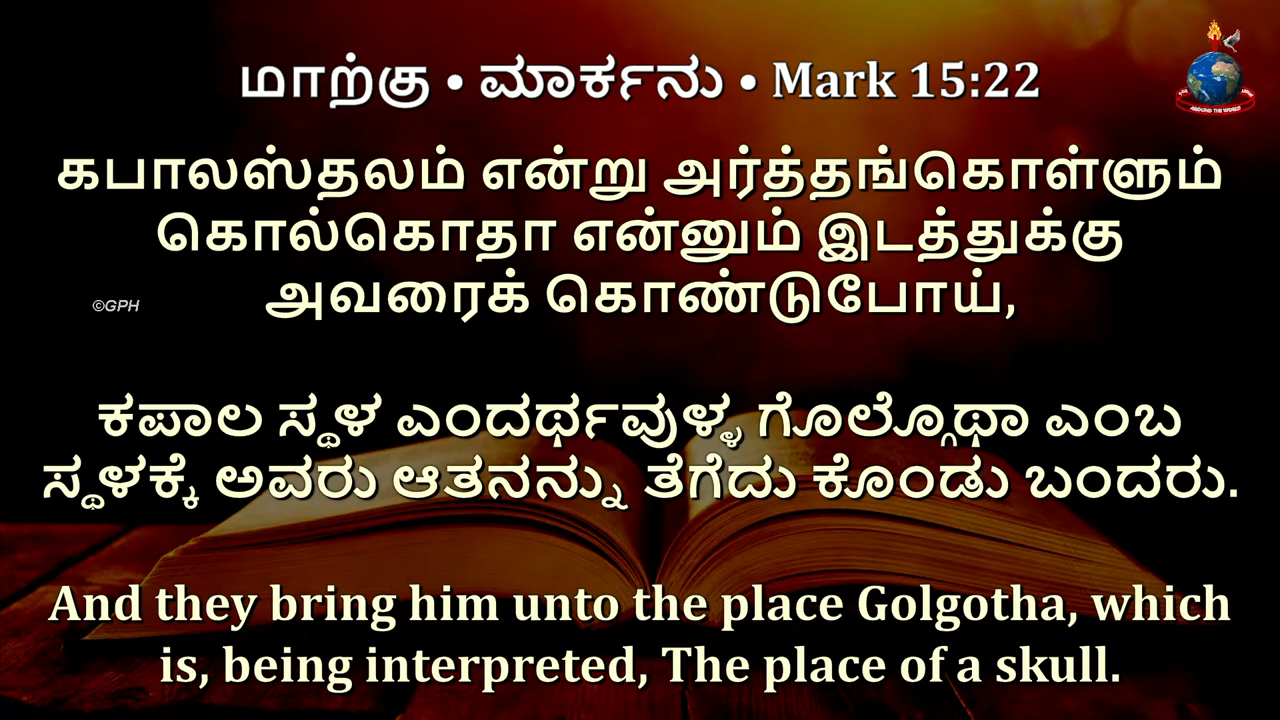 மாற்கு • ಮಾರ್ಕನು • Mark 15:22
கபாலஸ்தலம் என்று அர்த்தங்கொள்ளும்
கொல்கொதா என்னும் இடத்துக்கு
அவரைக் கொண்டுபோய்,
©GPH
ಕಪಾಲ ಸ್ಥಳ ಎಂದರ್ಥವುಳ್ಳ ಗೊಲ್ಗೊಥಾ ಎಂಬ
ಸ್ಥಳಕ್ಕೆ ಅವರು ಆತನನ್ನು ತೆಗೆದು ಕೊಂಡು ಬಂದರು.
And they bring him unto the place Golgotha, which
is, being interpreted, The place of a skull.